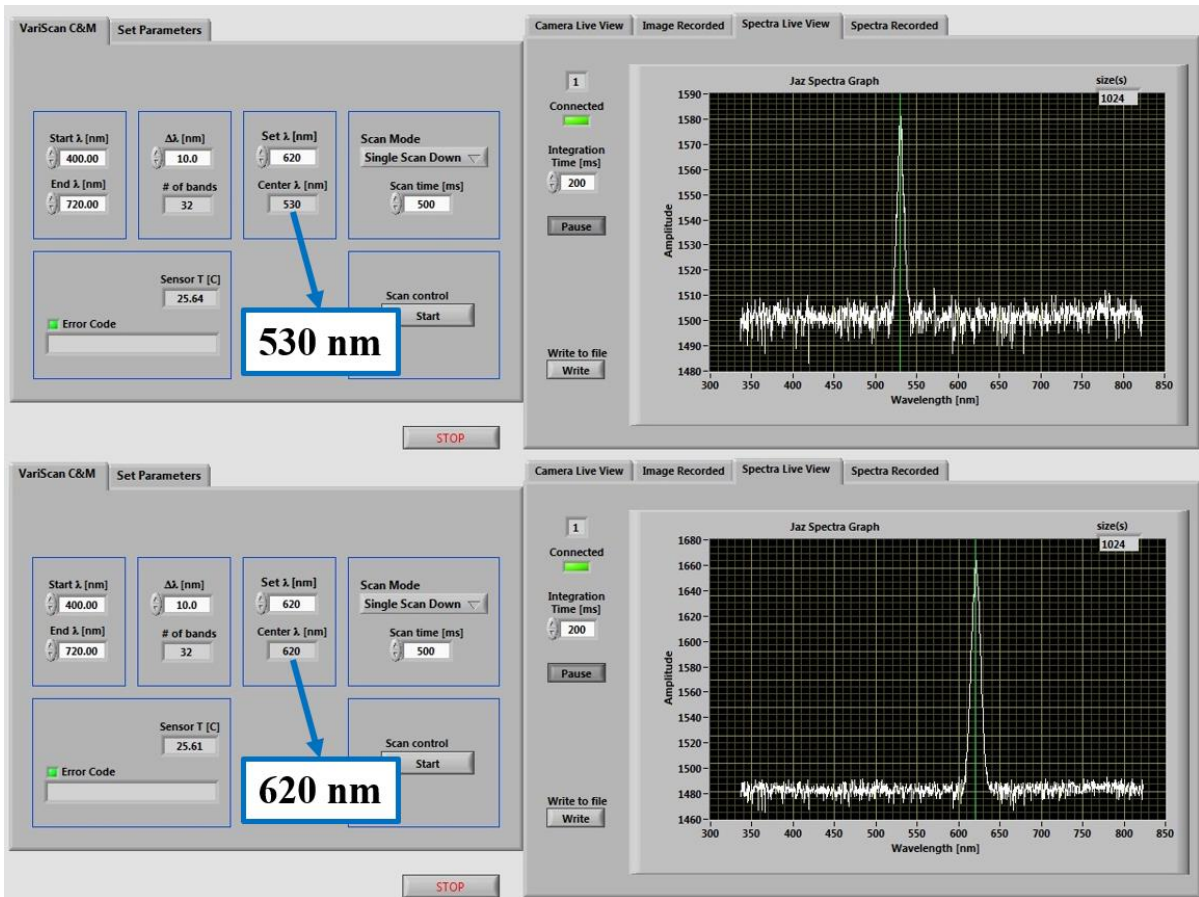 VariScan C&M
Set Parameters
Start λ [nm]
400.00
End λ [nm]
720.00
Δλ [nm]
10.0
# of bands
32
Set λ [nm]
620
Center λ [nm]
530
Scan Mode
Single Scan Down
Scan time [ms]
500
Sensor T [C]
25.64
Error Code
Scan control
Start
530 nm
STOP
Camera Live View
Image Recorded
Spectra Live View
Spectra Recorded
1
Connected
Integration
Time [ms]
200
Pause
Write to file
Write
Jaz Spectra Graph
size(s)
1024
Amplitude
1590
1580
1570
1560
1550
1540
1530
1520
1510
1500
1490
1480
300 350 400 450 500 550 600 650 700 750 800 850
Wavelength [nm]
VariScan C&M
Set Parameters
Start λ [nm]
400.00
End λ [nm]
720.00
Δλ [nm]
10.0
# of bands
32
Set λ [nm]
620
Center λ [nm]
620
Scan Mode
Single Scan Down
Scan time [ms]
500
Sensor T [C]
25.61
Error Code
Scan control
Start
620 nm
STOP
Camera Live View
Image Recorded
Spectra Live View
Spectra Recorded
1
Connected
Integration
Time [ms]
200
Pause
Write to file
Write
Jaz Spectra Graph
size(s)
1024
Amplitude
1680
1660
1640
1620
1600
1580
1560
1540
1520
1500
1480
1460
300 350 400 450 500 550 600 650 700 750 800 850
Wavelength [nm]